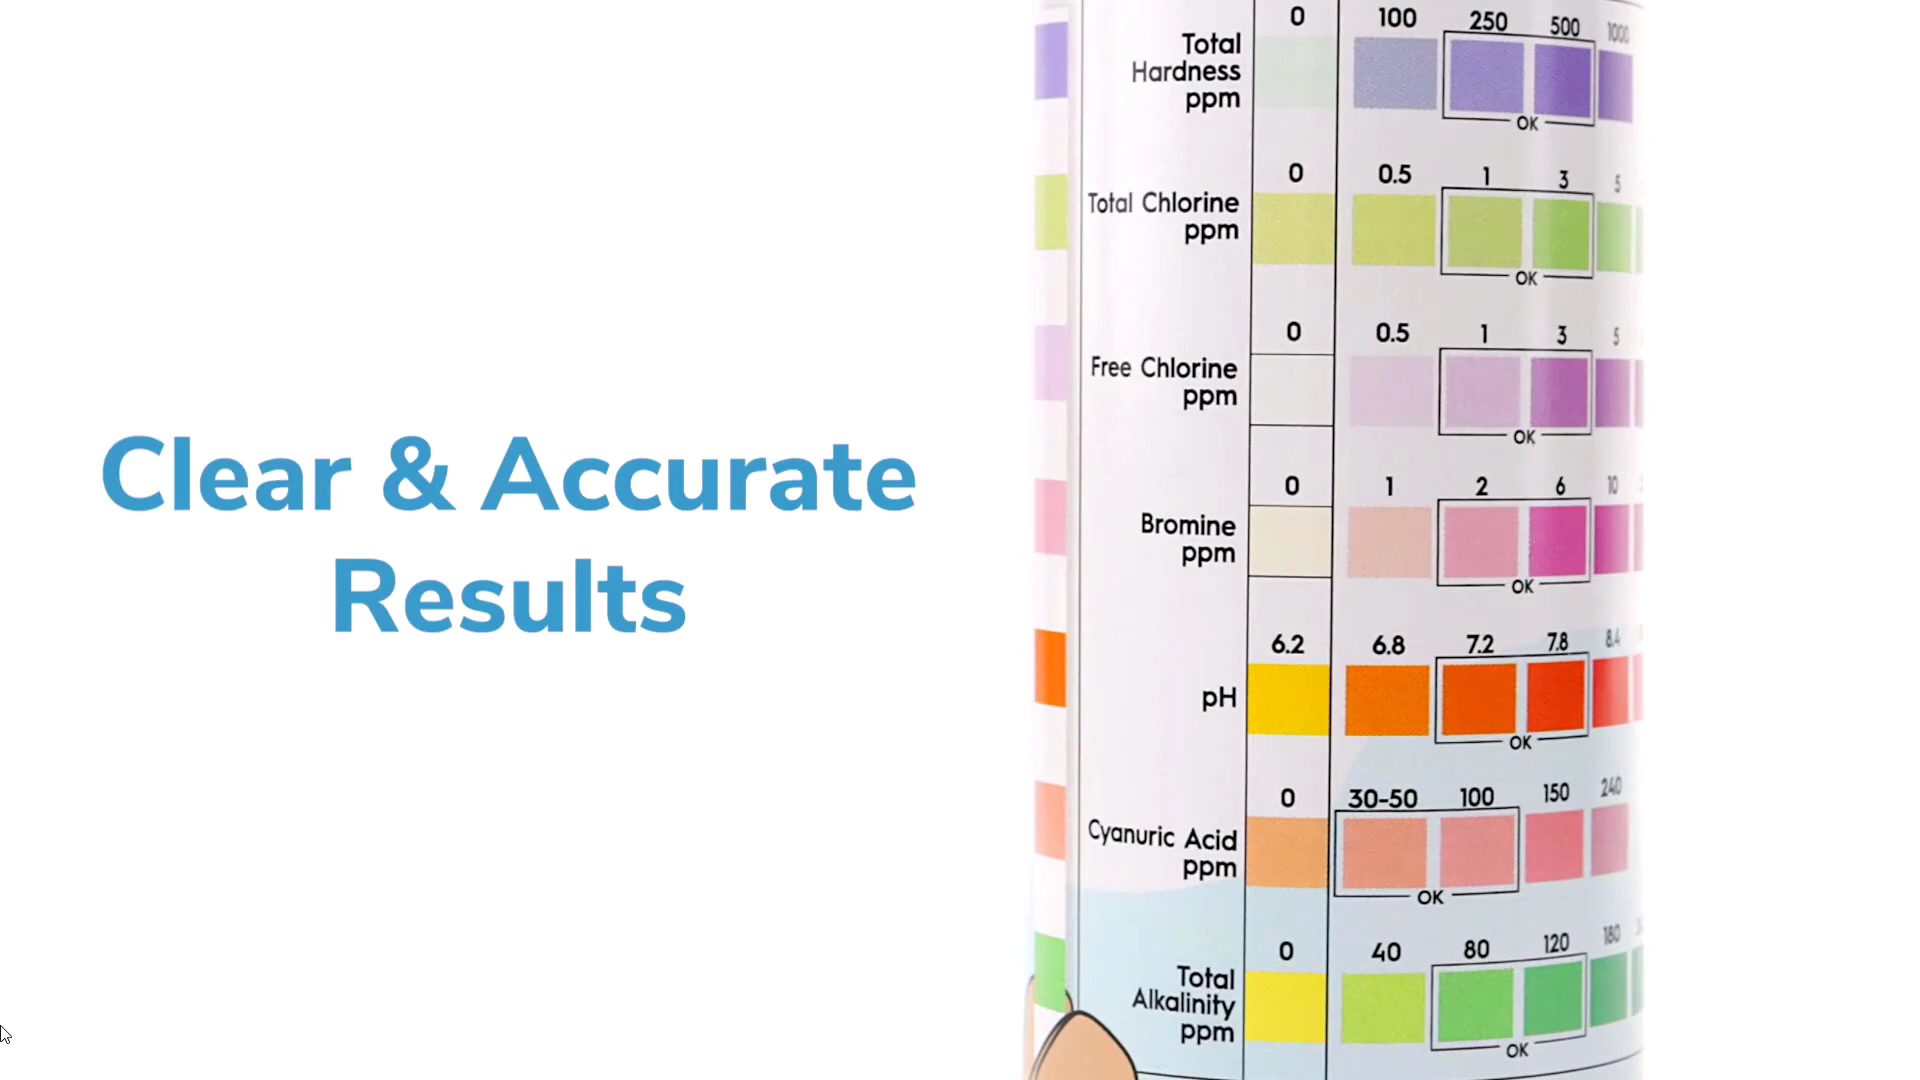 Clear & Accurate
Results
0 100 250 500 1000
Total
Hardness
ppm
OK
0 0.5 1 3 5
Total Chlorine
ppm
OK
0 0.5 1 3 5
Free Chlorine
ppm
OK
0 1 2 6 10
Bromine
ppm
OK
6.2 6.8 7.2 7.8 8.4
pH
OK
0 30-50 100 150 240
Cyanuric Acid
ppm
OK
0 40 80 120 180
Total
Alkalinity
ppm
OK